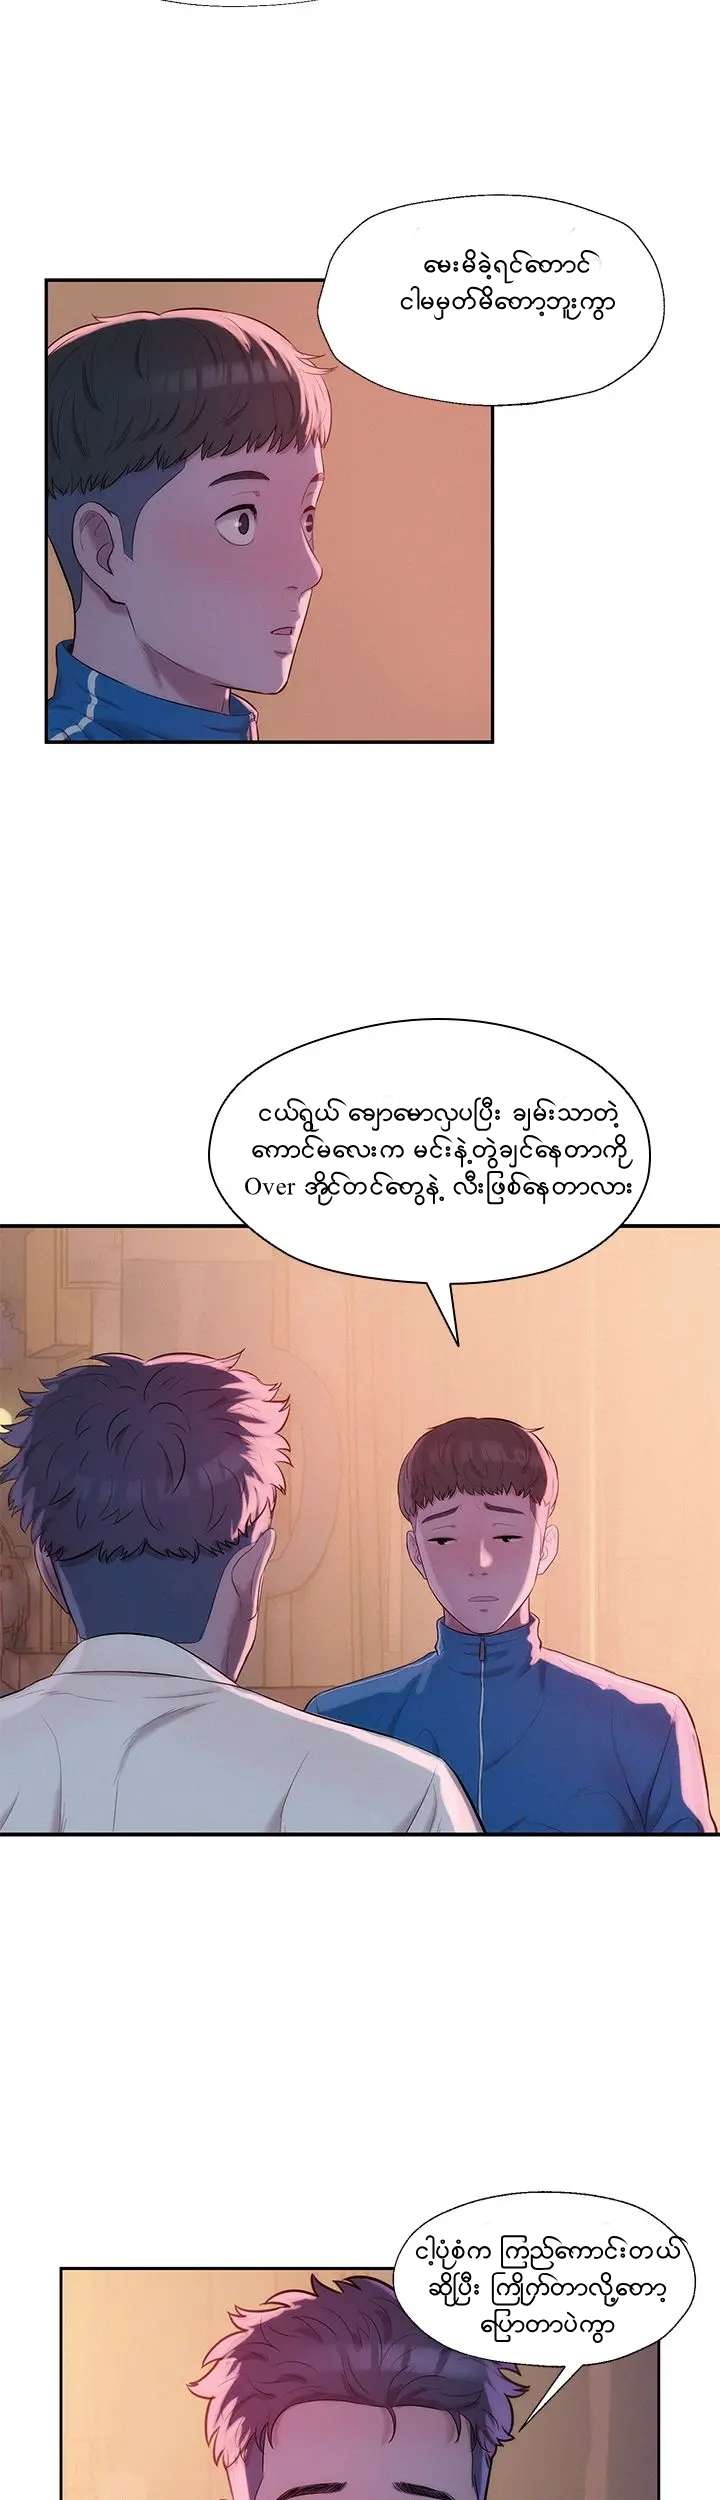 မေးမိခဲ့ရင်တောင်
ငါမမှတ်မိတော့ဘူးကွာ
ငယ်ရွယ် ချောမောလှပပြီး ချမ်းသာတဲ့
ကောင်မလေးက မင်းနဲ့တွဲချင်နေတာကို
Over အိုင်တင်တွေနဲ့ လီးဖြစ်နေတာလား
ငါ့ပုံစံက ကြည်ကောင်းတယ်
ဆိုပြီး ကြိုက်တာလို့တော့
ပြောတာပဲကွာ